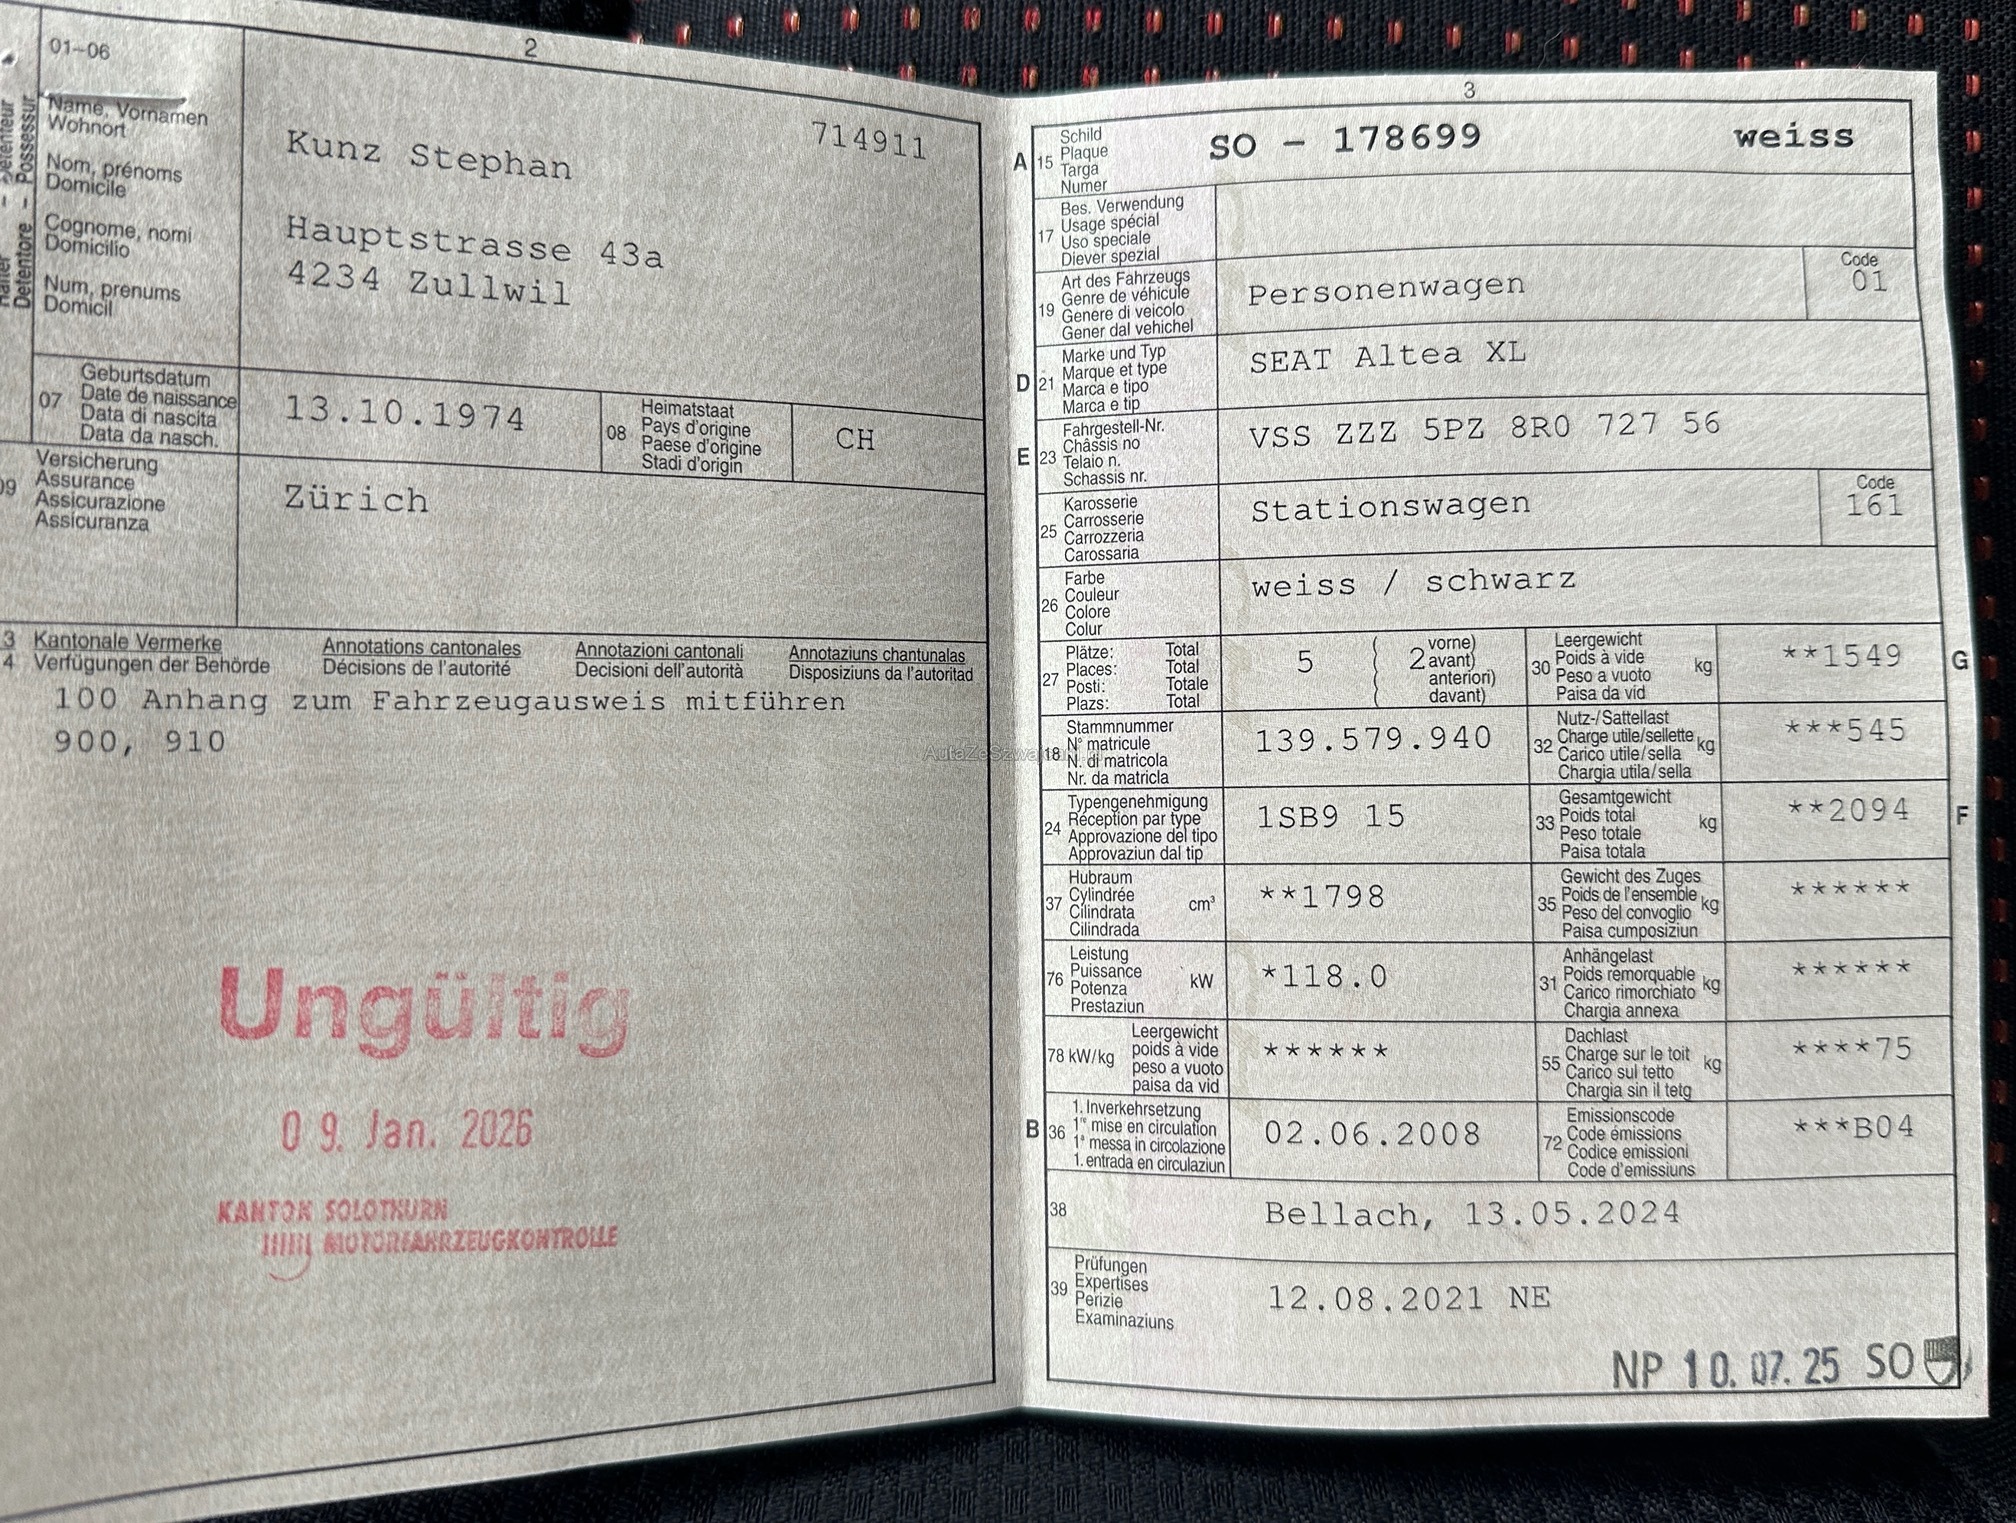 2
01-06
Name, Vornamen
Wohnort
Nom, prénoms
Domicile
Cognome, nomi
Domicilio
Num, prenums
Domicil
Detentore - Possessur
714911
Kunz Stephan
Hauptstrasse 43a
4234 Zullwil
07
Geburtsdatum
Date de naissance
Data di nascita
Data da nasch.
13.10.1974
08
Heimatstaat
Pays d'origine
Paese d'origine
Stadi d'origin
CH
09
Versicherung
Assurance
Assicurazione
Assicuranza
Zürich
3 Kantonale Vermerke Annotations cantonales Annotazioni cantonali Annotaziuns chantunalas
4 Verfügungen der Behörde Décisions de l'autorité Decisioni dell'autorità Disposiziuns da l'autoritad
100 Anhang zum Fahrzeugausweis mitführen
900, 910
Ungültig
09. Jan. 2026
KANTON SOLOTHURN
MOTORFAHRZEUGKONTROLLE
3
A
15
Schild
Plaque
Targa
Numer
SO - 178699 weiss
17
Bes. Verwendung
Usage spécial
Uso speciale
Diever spezial
19
Art des Fahrzeugs
Genre de véhicule
Genere di veicolo
Gener dal vehichel
Personenwagen
Code
01
D
21
Marke und Typ
Marque et type
Marca e tipo
Marca e tip
SEAT Altea XL
E
23
Fahrgestell-Nr.
Châssis no
Telaio n.
Schassis nr.
VSS ZZZ 5PZ 8R0 727 56
25
Karosserie
Carrosserie
Carrozzeria
Carossaria
Stationswagen
Code
161
26
Farbe
Couleur
Colore
Colur
weiss / schwarz
27
Plätze: Total
Places: Total
Posti: Totale
Plazs: Total
5
( 2
vorne)
avant)
anteriori)
davant)
30
Leergewicht
Poids à vide
Peso a vuoto
Paisa da vid
kg
**1549
G
18
Stammnummer
N° matricule
N. di matricola
Nr. da matricla
139.579.940
32
Nutz-/Sattellast
Charge utile/sellette
Carico utile/sella
Chargia utila/sella
kg
***545
24
Typengenehmigung
Réception par type
Approvazione del tipo
Approvaziun dal tip
1SB9 15
33
Gesamtgewicht
Poids total
Peso totale
Paisa totala
kg
**2094
F
37
Hubraum
Cylindrée
Cilindrata
Cilindrada
cm³
**1798
35
Gewicht des Zuges
Poids de l'ensemble
Peso del convoglio
Paisa cumposiziun
kg
******
76
Leistung
Puissance
Potenza
Prestaziun
kW
*118.0
31
Anhängelast
Poids remorquable
Carico rimorchiato
Chargia annexa
kg
******
78 kW/kg
Leergewicht
poids à vide
peso a vuoto
paisa da vid
******
55
Dachlast
Charge sur le toit
Carico sul tetto
Chargia sin il tetg
kg
****75
B
36
1. Inverkehrsetzung
1re mise en circulation
1a messa in circolazione
1. entrada en circulaziun
02.06.2008
72
Emissionscode
Code émissions
Codice emissioni
Code d'emissiuns
***B04
38
Bellach, 13.05.2024
39
Prüfungen
Expertises
Perizie
Examinaziuns
12.08.2021 NE
NP 10.07.25 SO